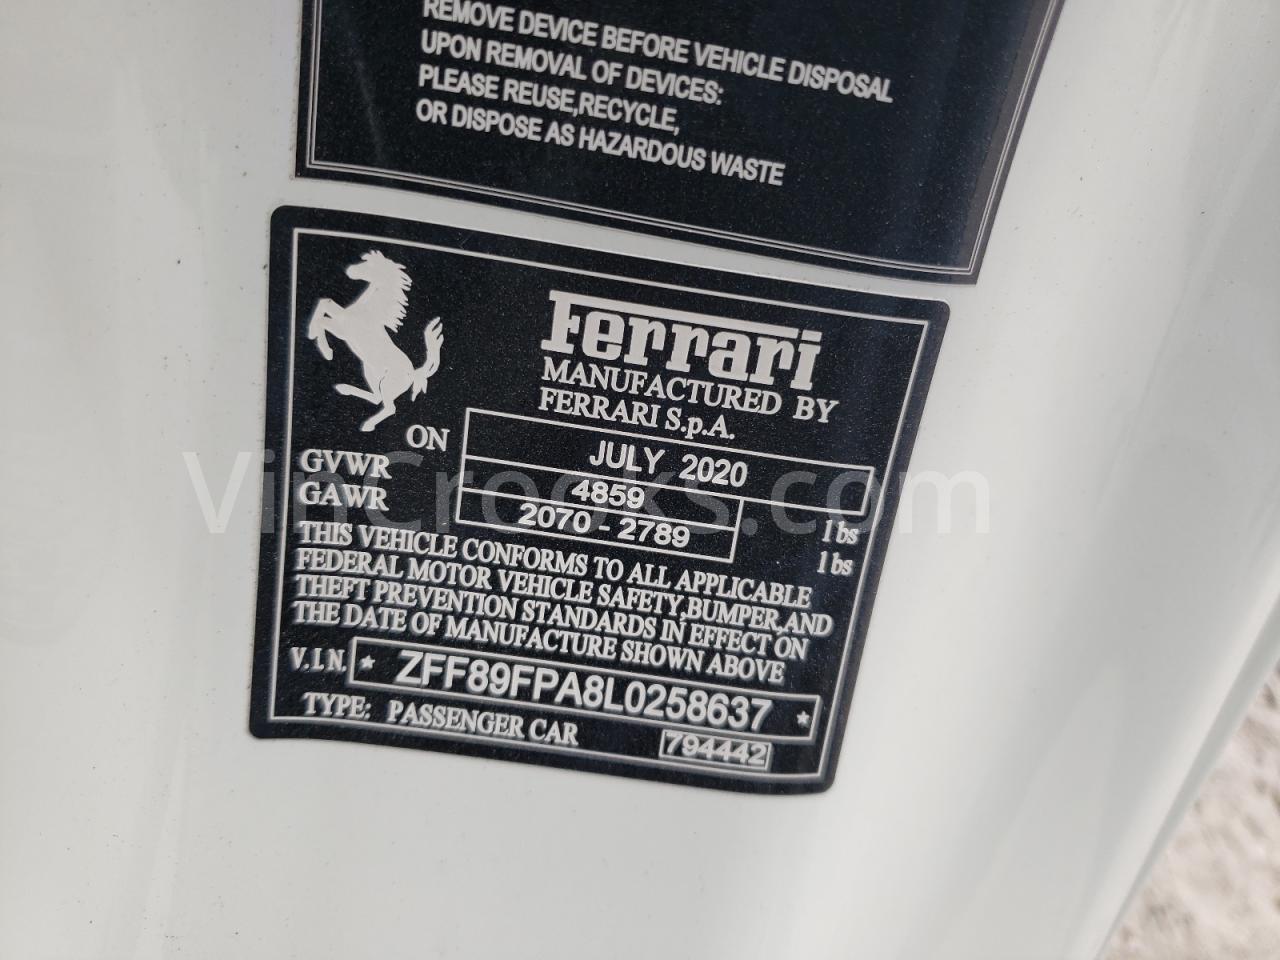 REMOVE DEVICE BEFORE VEHICLE DISPOSAL
UPON REMOVAL OF DEVICES:
PLEASE REUSE,RECYCLE,
OR DISPOSE AS HAZARDOUS WASTE
Ferrari
MANUFACTURED BY
FERRARI S.p.A.
ON JULY 2020
GVWR 4859 lbs
GAWR 2070 - 2789 lbs
THIS VEHICLE CONFORMS TO ALL APPLICABLE
FEDERAL MOTOR VEHICLE SAFETY,BUMPER,AND
THEFT PREVENTION STANDARDS IN EFFECT ON
THE DATE OF MANUFACTURE SHOWN ABOVE
V.I.N. * ZFF89FPA8L0258637 *
TYPE: PASSENGER CAR 794442
VinCrooks.com